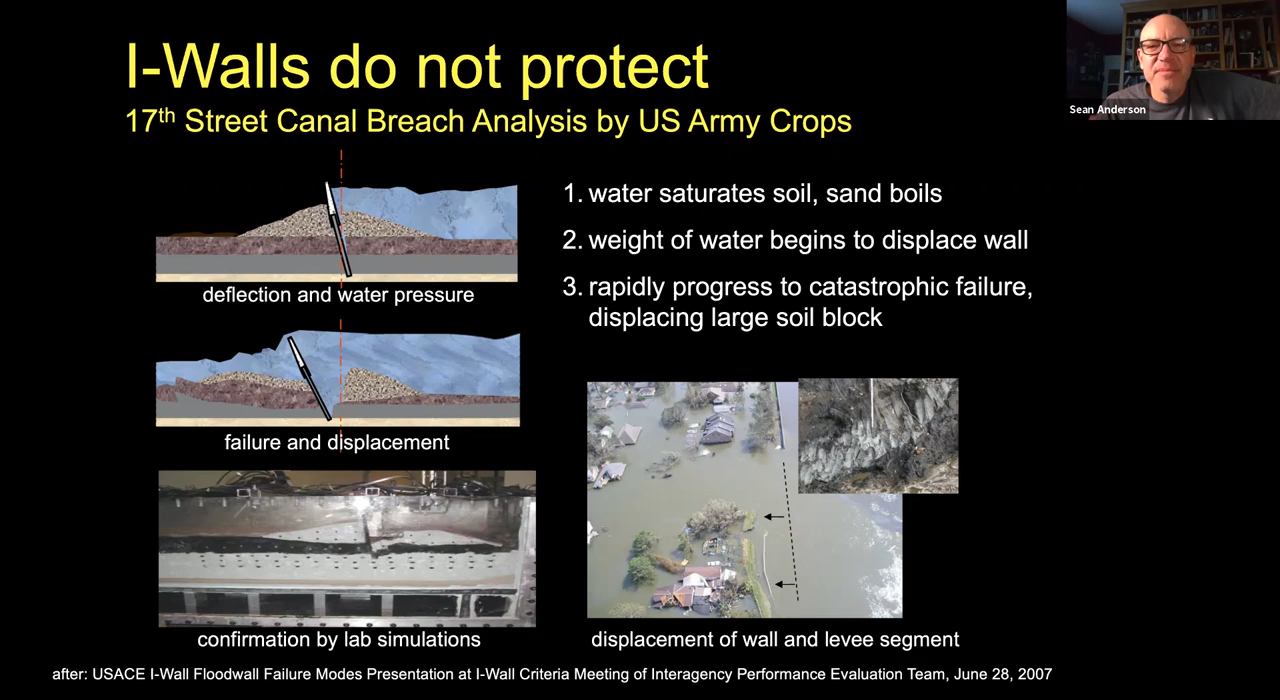 I-Walls do not protect
17th Street Canal Breach Analysis by US Army Crops
Sean Anderson
deflection and water pressure
failure and displacement
confirmation by lab simulations
1. water saturates soil, sand boils
2. weight of water begins to displace wall
3. rapidly progress to catastrophic failure,
displacing large soil block
displacement of wall and levee segment
after: USACE I-Wall Floodwall Failure Modes Presentation at I-Wall Criteria Meeting of Interagency Performance Evaluation Team, June 28, 2007